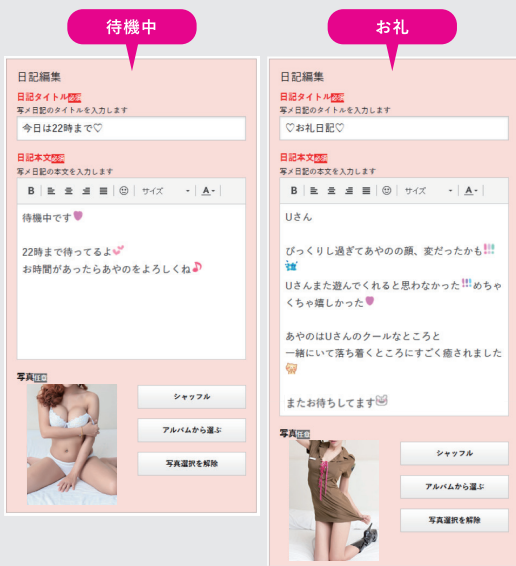 待機中
日記編集
日記タイトル必須
写メ日記のタイトルを入力します
今日は22時まで♡
日記本文必須
写メ日記の本文を入力します
B サイズ A
待機中です
22時まで待ってるよ
お時間があったらあやのをよろしくね
写真任意
シャッフル
アルバムから選ぶ
写真選択を解除
お礼
日記編集
日記タイトル必須
写メ日記のタイトルを入力します
♡お礼日記♡
日記本文必須
写メ日記の本文を入力します
B サイズ A
Uさん
びっくりし過ぎてあやのの顔、変だったかも!!!
Uさんまた遊んでくれると思わなかった!!!めちゃ
くちゃ嬉しかった
あやのはUさんのクールなところと
一緒にいて落ち着くところにすごく癒されました
またお待ちしてます
写真任意
シャッフル
アルバムから選ぶ
写真選択を解除